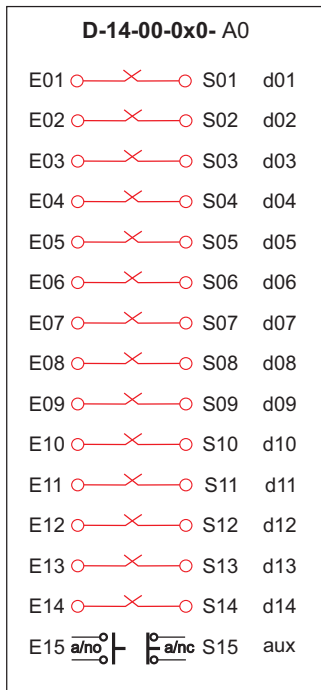 D-14-00-0x0- A0
E01 S01 d01
E02 S02 d02
E03 S03 d03
E04 S04 d04
E05 S05 d05
E06 S06 d06
E07 S07 d07
E08 S08 d08
E09 S09 d09
E10 S10 d10
E11 S11 d11
E12 S12 d12
E13 S13 d13
E14 S14 d14
E15 a/no a/nc S15 aux